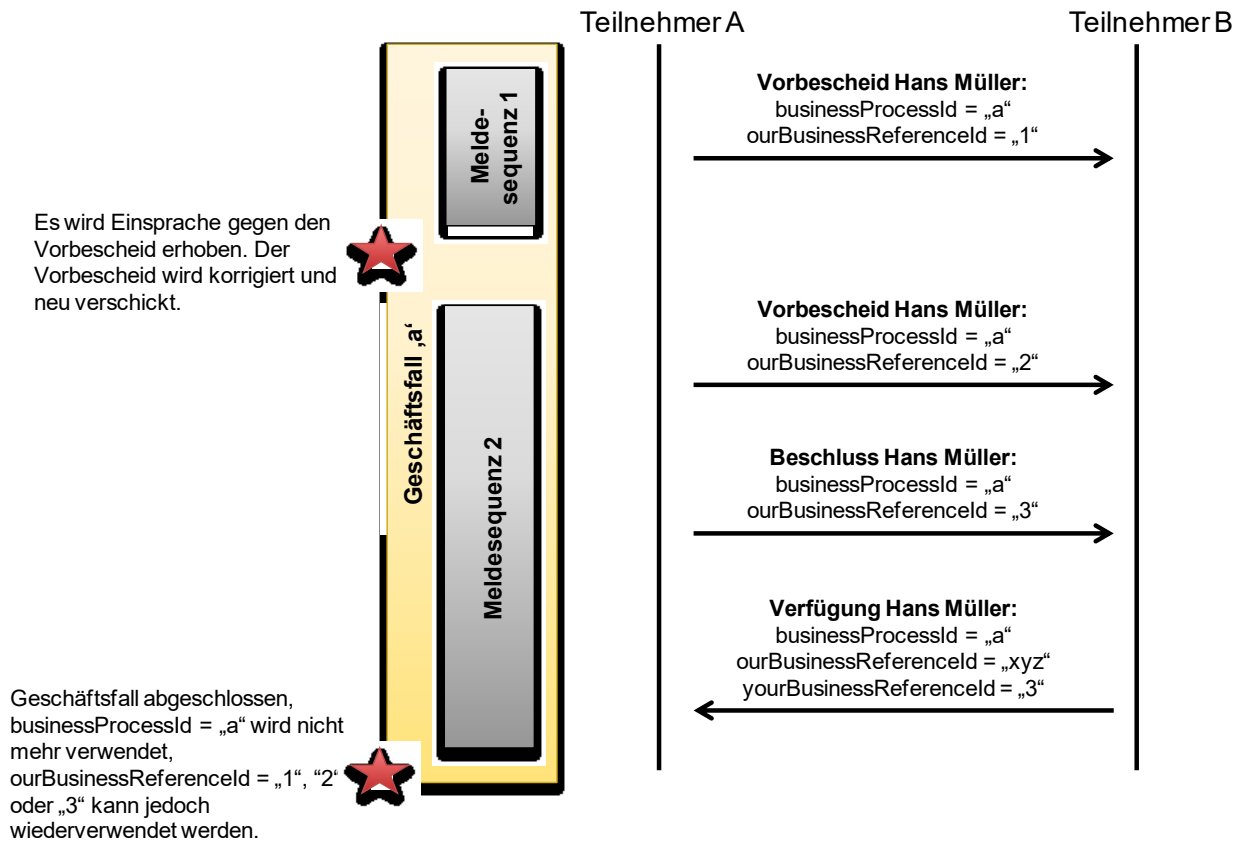 Teilnehmer A
Teilnehmer B
Vorbescheid Hans Müller:
businessProcessId = „a“
ourBusinessReferenceId = „1“
Melde-
sequenz 1
Es wird Einsprache gegen den
Vorbescheid erhoben. Der
Vorbescheid wird korrigiert und
neu verschickt.
Geschäftsfall ‚a‘
Vorbescheid Hans Müller:
businessProcessId = „a“
ourBusinessReferenceId = „2“
Meldesequenz 2
Beschluss Hans Müller:
businessProcessId = „a“
ourBusinessReferenceId = „3“
Verfügung Hans Müller:
businessProcessId = „a“
ourBusinessReferenceId = „xyz“
yourBusinessReferenceId = „3“
Geschäftsfall abgeschlossen,
businessProcessId = „a“ wird nicht
mehr verwendet,
ourBusinessReferenceId = „1“, “2“
oder „3“ kann jedoch
wiederverwendet werden.